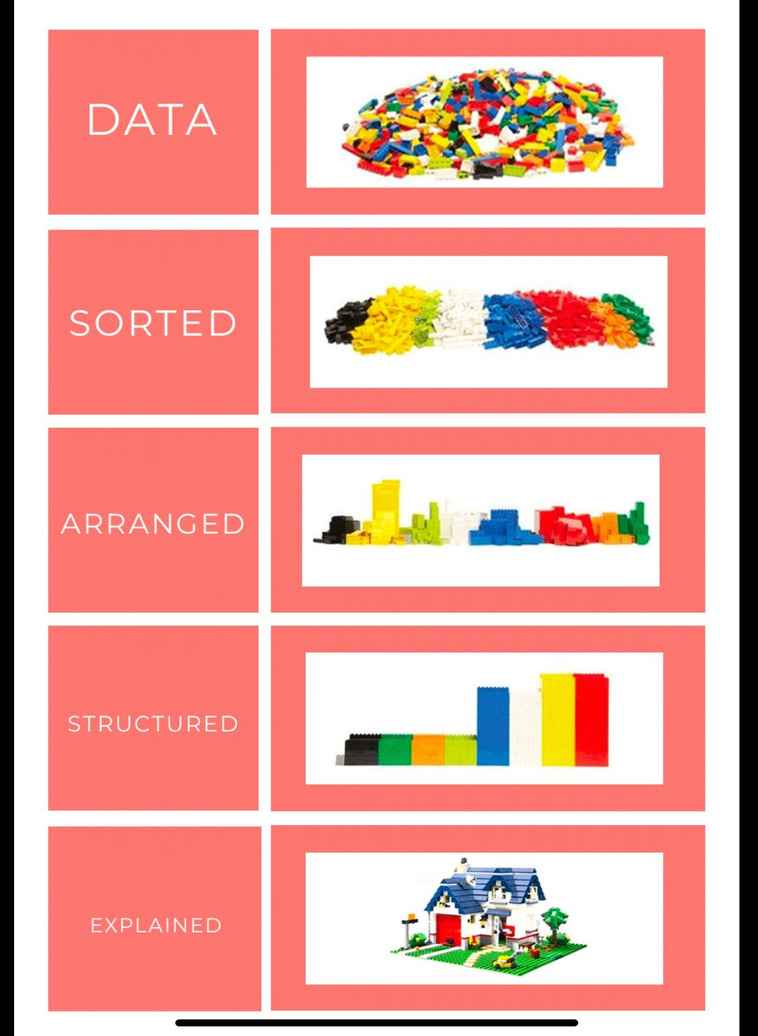 DATA
SORTED
ARRANGED
STRUCTURED
EXPLAINED